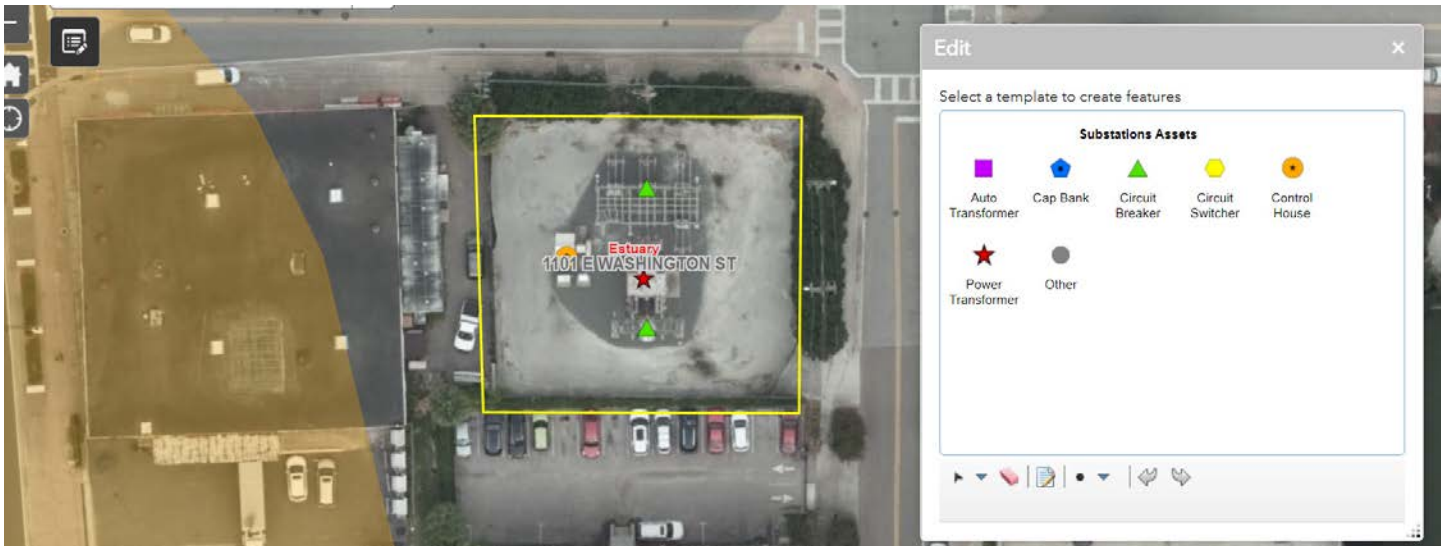 Edit
Select a template to create features
Substations Assets
Auto Transformer
Cap Bank
Circuit Breaker
Circuit Switcher
Control House
Power Transformer
Other
Estuary
1101 E WASHINGTON ST